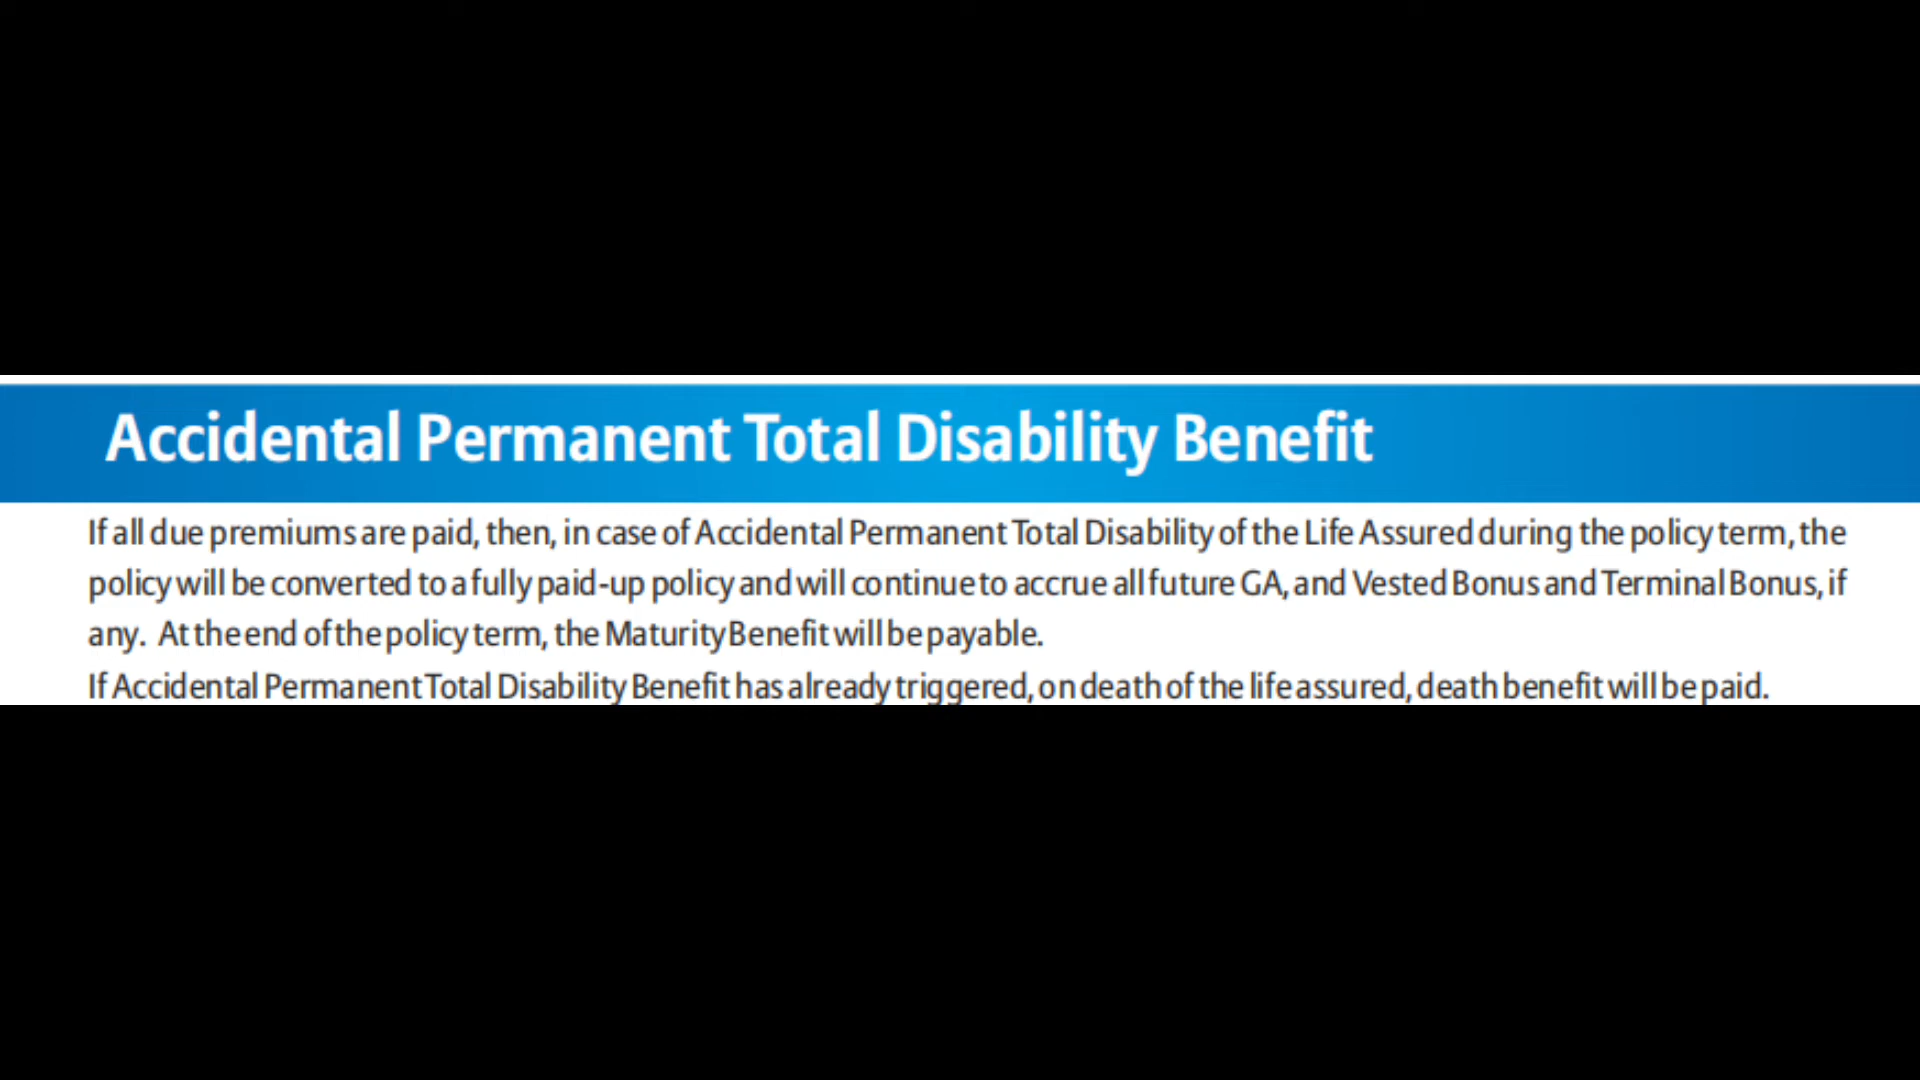 Accidental Permanent Total Disability Benefit
If all due premiums are paid, then, in case of Accidental Permanent Total Disability of the Life Assured during the policy term, the
policy will be converted to a fully paid-up policy and will continue to accrue all future GA, and Vested Bonus and Terminal Bonus, if
any. At the end of the policy term, the Maturity Benefit will be payable.
If Accidental Permanent Total Disability Benefit has already triggered, on death of the life assured, death benefit will be paid.